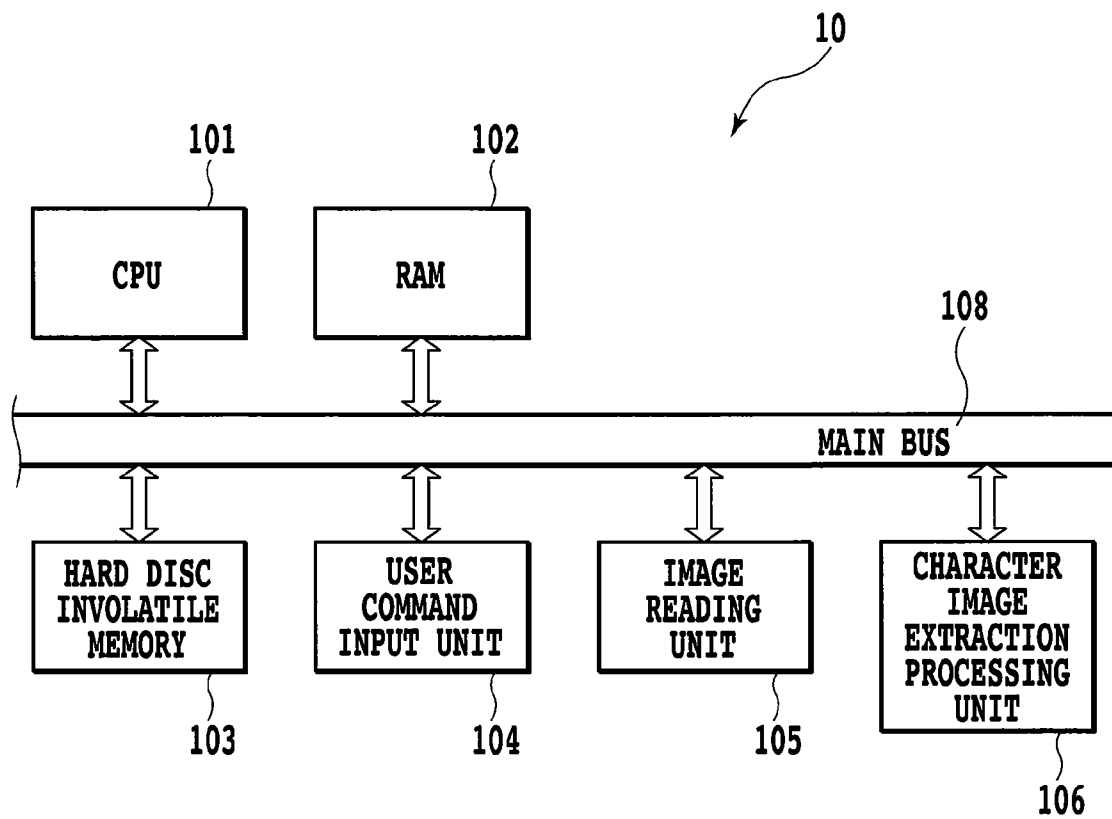 10
101
102
CPU
RAM
108
MAIN BUS
HARD DISC
INVOLATILE
MEMORY
USER
COMMAND
INPUT UNIT
IMAGE
READING
UNIT
CHARACTER
IMAGE
EXTRACTION
PROCESSING
UNIT
103
104
105
106